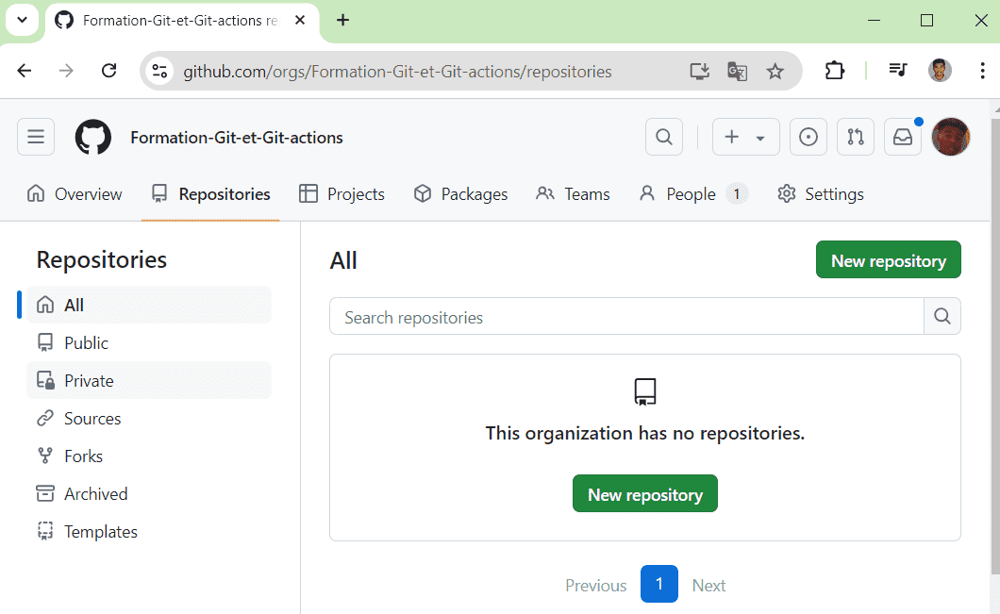 Formation-Git-et-Git-actions re
github.com/orgs/Formation-Git-et-Git-actions/repositories
Formation-Git-et-Git-actions
Overview Repositories Projects Packages Teams People 1 Settings
Repositories
All
Public
Private
Sources
Forks
Archived
Templates
All
New repository
Search repositories
This organization has no repositories.
New repository
Previous 1 Next